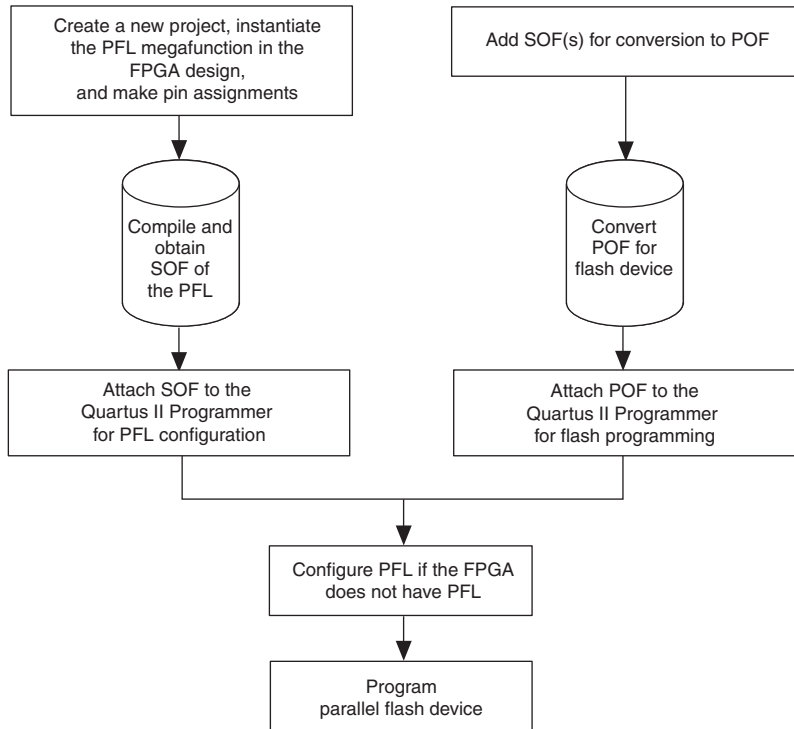 Create a new project, instantiate
the PFL megafunction in the
FPGA design,
and make pin assignments
Add SOF(s) for conversion to POF
Compile and
obtain
SOF of
the PFL
Convert
POF for
flash device
Attach SOF to the
Quartus II Programmer
for PFL configuration
Attach POF to the
Quartus II Programmer
for flash programming
Configure PFL if the FPGA
does not have PFL
Program
parallel flash device